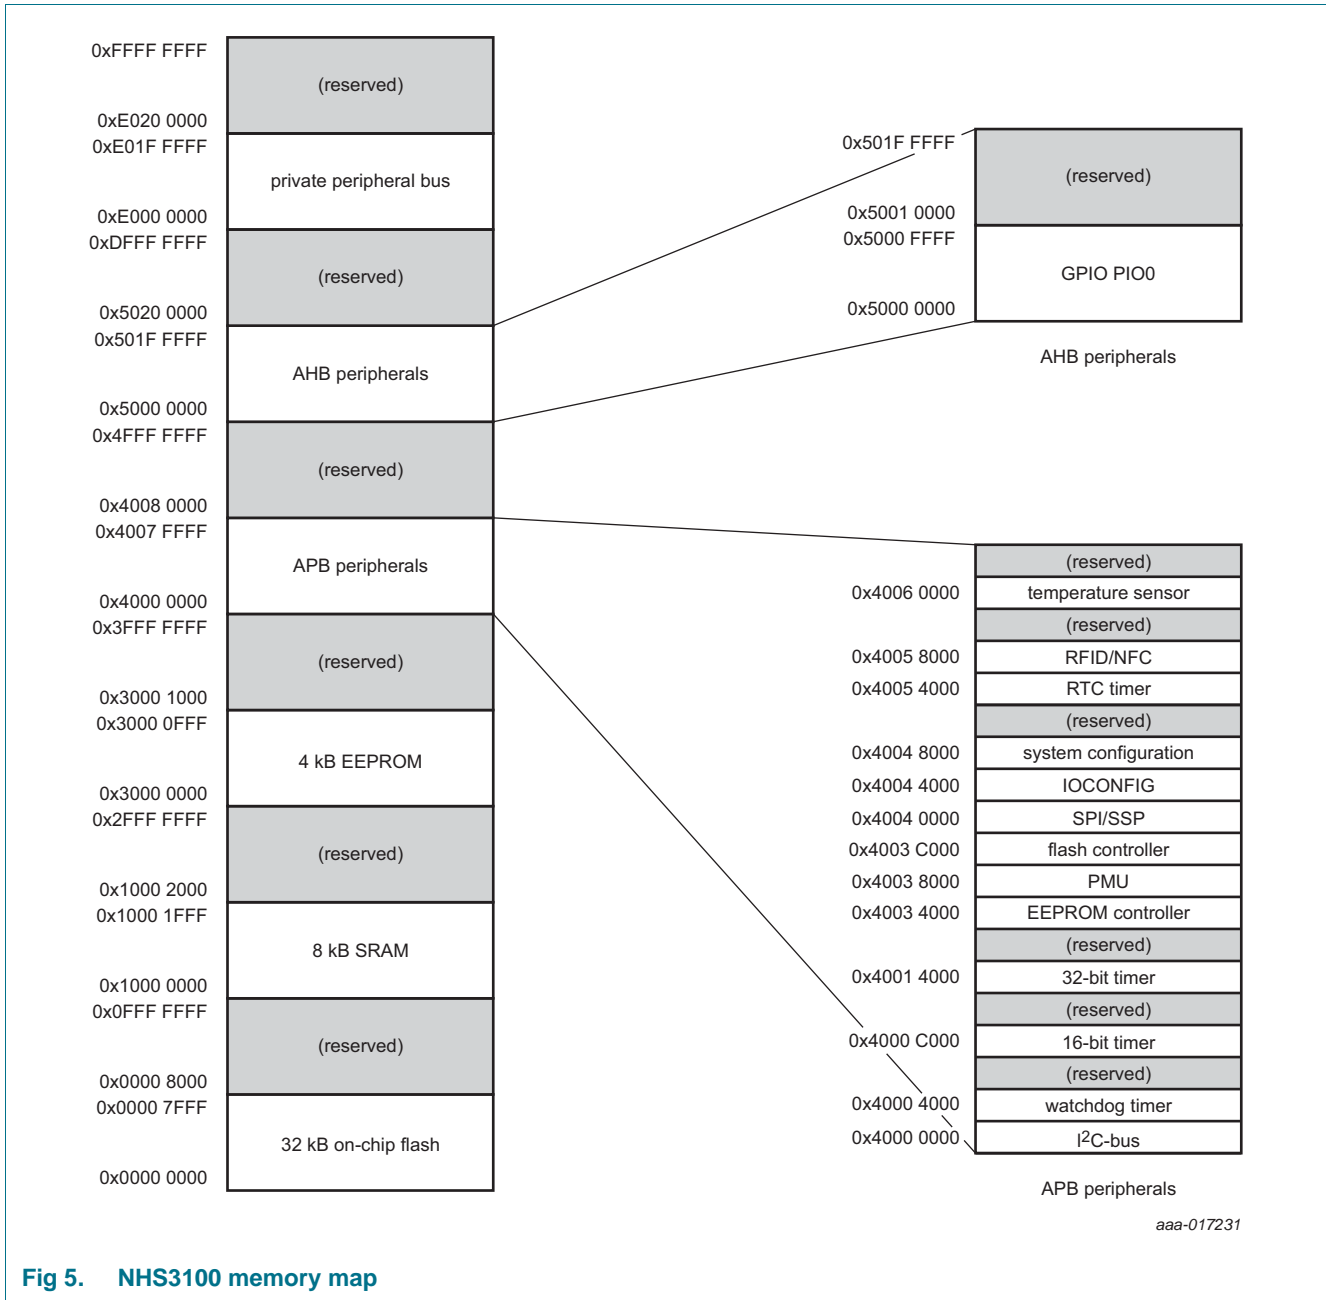 0xFFFF FFFF
(reserved)
0xE020 0000
0xE01F FFFF
private peripheral bus
0xE000 0000
0xDFFF FFFF
(reserved)
0x5020 0000
0x501F FFFF
AHB peripherals
0x5000 0000
0x4FFF FFFF
(reserved)
0x4008 0000
0x4007 FFFF
APB peripherals
0x4000 0000
0x3FFF FFFF
(reserved)
0x3000 1000
0x3000 0FFF
4 kB EEPROM
0x3000 0000
0x2FFF FFFF
(reserved)
0x1000 2000
0x1000 1FFF
8 kB SRAM
0x1000 0000
0x0FFF FFFF
(reserved)
0x0000 8000
0x0000 7FFF
32 kB on-chip flash
0x0000 0000
0x501F FFFF
(reserved)
0x5001 0000
0x5000 FFFF
GPIO PIO0
0x5000 0000
AHB peripherals
(reserved)
0x4006 0000 temperature sensor
(reserved)
0x4005 8000 RFID/NFC
0x4005 4000 RTC timer
(reserved)
0x4004 8000 system configuration
0x4004 4000 IOCONFIG
0x4004 0000 SPI/SSP
0x4003 C000 flash controller
0x4003 8000 PMU
0x4003 4000 EEPROM controller
(reserved)
0x4001 4000 32-bit timer
(reserved)
0x4000 C000 16-bit timer
(reserved)
0x4000 4000 watchdog timer
0x4000 0000 I2C-bus
APB peripherals
aaa-017231
Fig 5. NHS3100 memory map